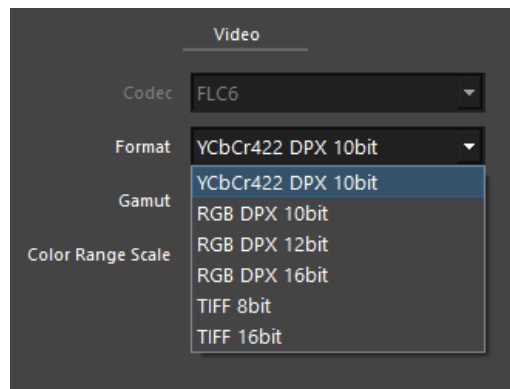 Video
Codec FLC6
Format YCbCr422 DPX 10bit
YCbCr422 DPX 10bit
Gamut
RGB DPX 10bit
RGB DPX 12bit
Color Range Scale
RGB DPX 16bit
TIFF 8bit
TIFF 16bit